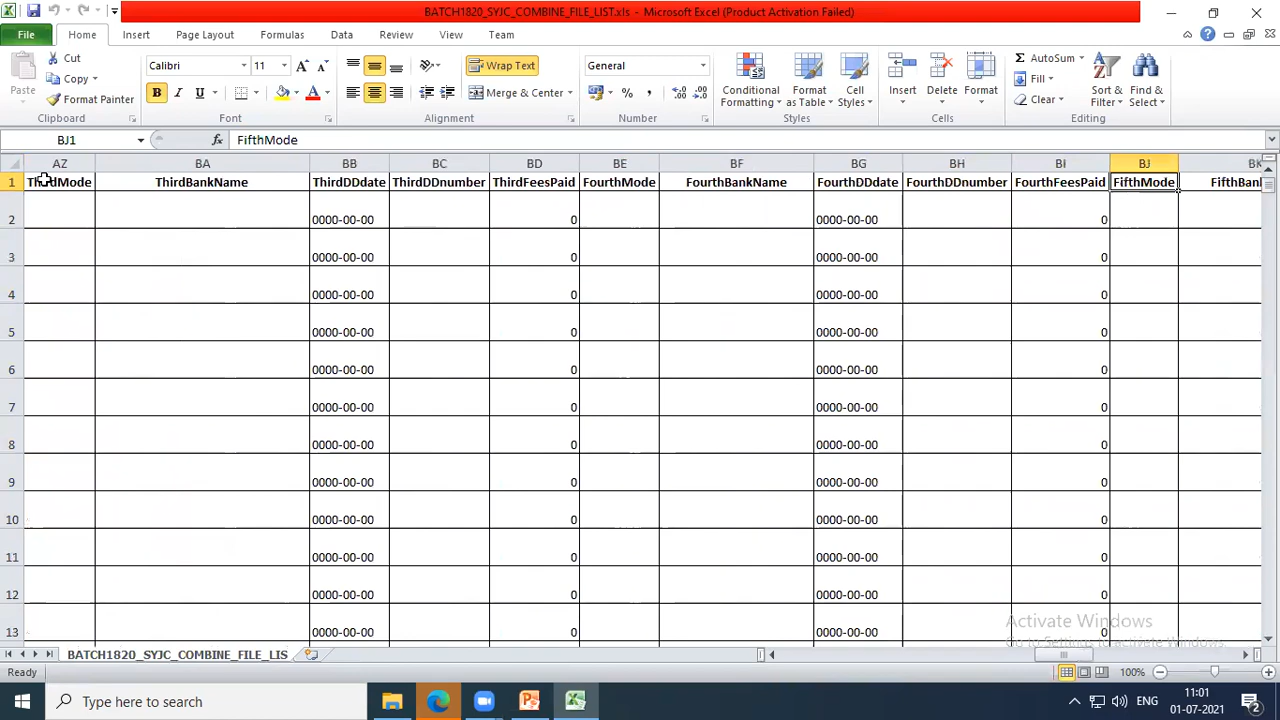 BATCH1820_SYJC_COMBINE_FILE_LIST.xls - Microsoft Excel (Product Activation Failed)
File Home Insert Page Layout Formulas Data Review View Team
Paste Cut Copy Format Painter Clipboard
Calibri 11 B I U A Font
Wrap Text Merge & Center Alignment
General % , Number
Conditional Formatting Format as Table Cell Styles Styles
Insert Delete Format Cells
AutoSum Fill Clear Sort & Filter Find & Select Editing
BJ1 fx FifthMode
AZ BA BB BC BD BE BF BG BH BI BJ BK
1 ThirdMode ThirdBankName ThirdDDdate ThirdDDnumber ThirdFeesPaid FourthMode FourthBankName FourthDDdate FourthDDnumber FourthFeesPaid FifthMode FifthBan
2 0000-00-00 0 0000-00-00 0
3 0000-00-00 0 0000-00-00 0
4 0000-00-00 0 0000-00-00 0
5 0000-00-00 0 0000-00-00 0
6 0000-00-00 0 0000-00-00 0
7 0000-00-00 0 0000-00-00 0
8 0000-00-00 0 0000-00-00 0
9 0000-00-00 0 0000-00-00 0
10 0000-00-00 0 0000-00-00 0
11 0000-00-00 0 0000-00-00 0
12 0000-00-00 0 0000-00-00 0
13 0000-00-00 0 0000-00-00 0
Activate Windows
Go to Settings to activate Windows.
BATCH1820_SYJC_COMBINE_FILE_LIS
Ready 100%
Type here to search ENG 11:01
01-07-2021 2